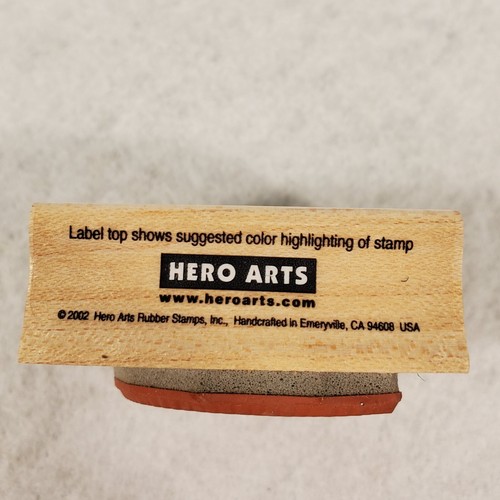 Label top shows suggested color highlighting of stamp
HERO ARTS
www.heroarts.com
© 2002 Hero Arts Rubber Stamps, Inc., Handcrafted in Emeryville, CA 94608 USA